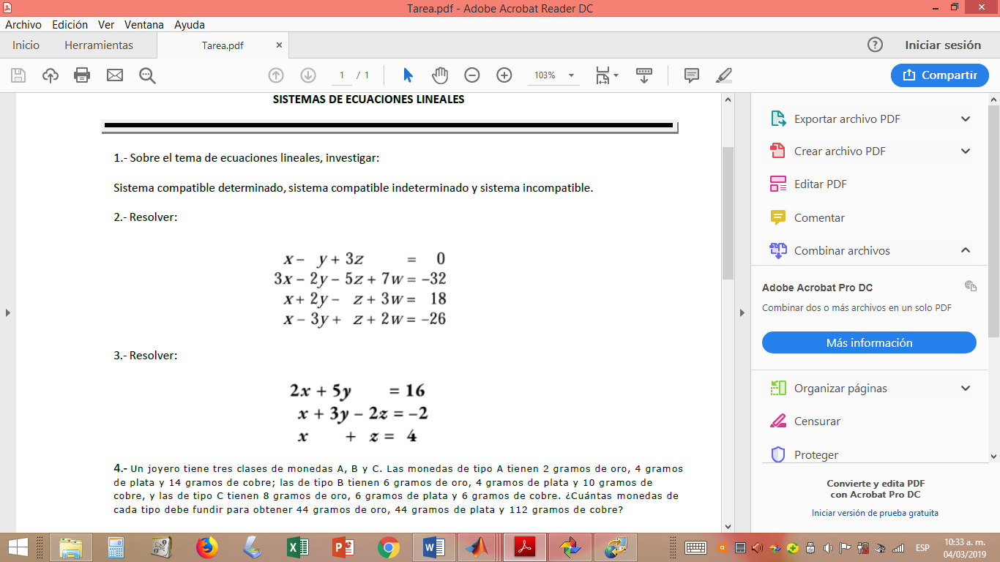 Tarea.pdf - Adobe Acrobat Reader DC
Archivo Edición Ver Ventana Ayuda
Inicio Herramientas Tarea.pdf × Iniciar sesión
1 / 1 103% Compartir
SISTEMAS DE ECUACIONES LINEALES
1.- Sobre el tema de ecuaciones lineales, investigar:
Sistema compatible determinado, sistema compatible indeterminado y sistema incompatible.
2.- Resolver:
x - y + 3z = 0
3x - 2y - 5z + 7w = -32
x + 2y - z + 3w = 18
x - 3y + z + 2w = -26
3.- Resolver:
2x + 5y = 16
x + 3y - 2z = -2
x + z = 4
4.- Un joyero tiene tres clases de monedas A, B y C. Las monedas de tipo A tienen 2 gramos de oro, 4 gramos
de plata y 14 gramos de cobre; las de tipo B tienen 6 gramos de oro, 4 gramos de plata y 10 gramos de
cobre, y las de tipo C tienen 8 gramos de oro, 6 gramos de plata y 6 gramos de cobre. ¿Cuántas monedas de
cada tipo debe fundir para obtener 44 gramos de oro, 44 gramos de plata y 112 gramos de cobre?
Exportar archivo PDF
Crear archivo PDF
Editar PDF
Comentar
Combinar archivos
Adobe Acrobat Pro DC
Combinar dos o más archivos en un solo PDF
Más información
Organizar páginas
Censurar
Proteger
Convierte y edita PDF
con Acrobat Pro DC
Iniciar versión de prueba gratuita
ESP
10:33 a. m.
04/03/2019